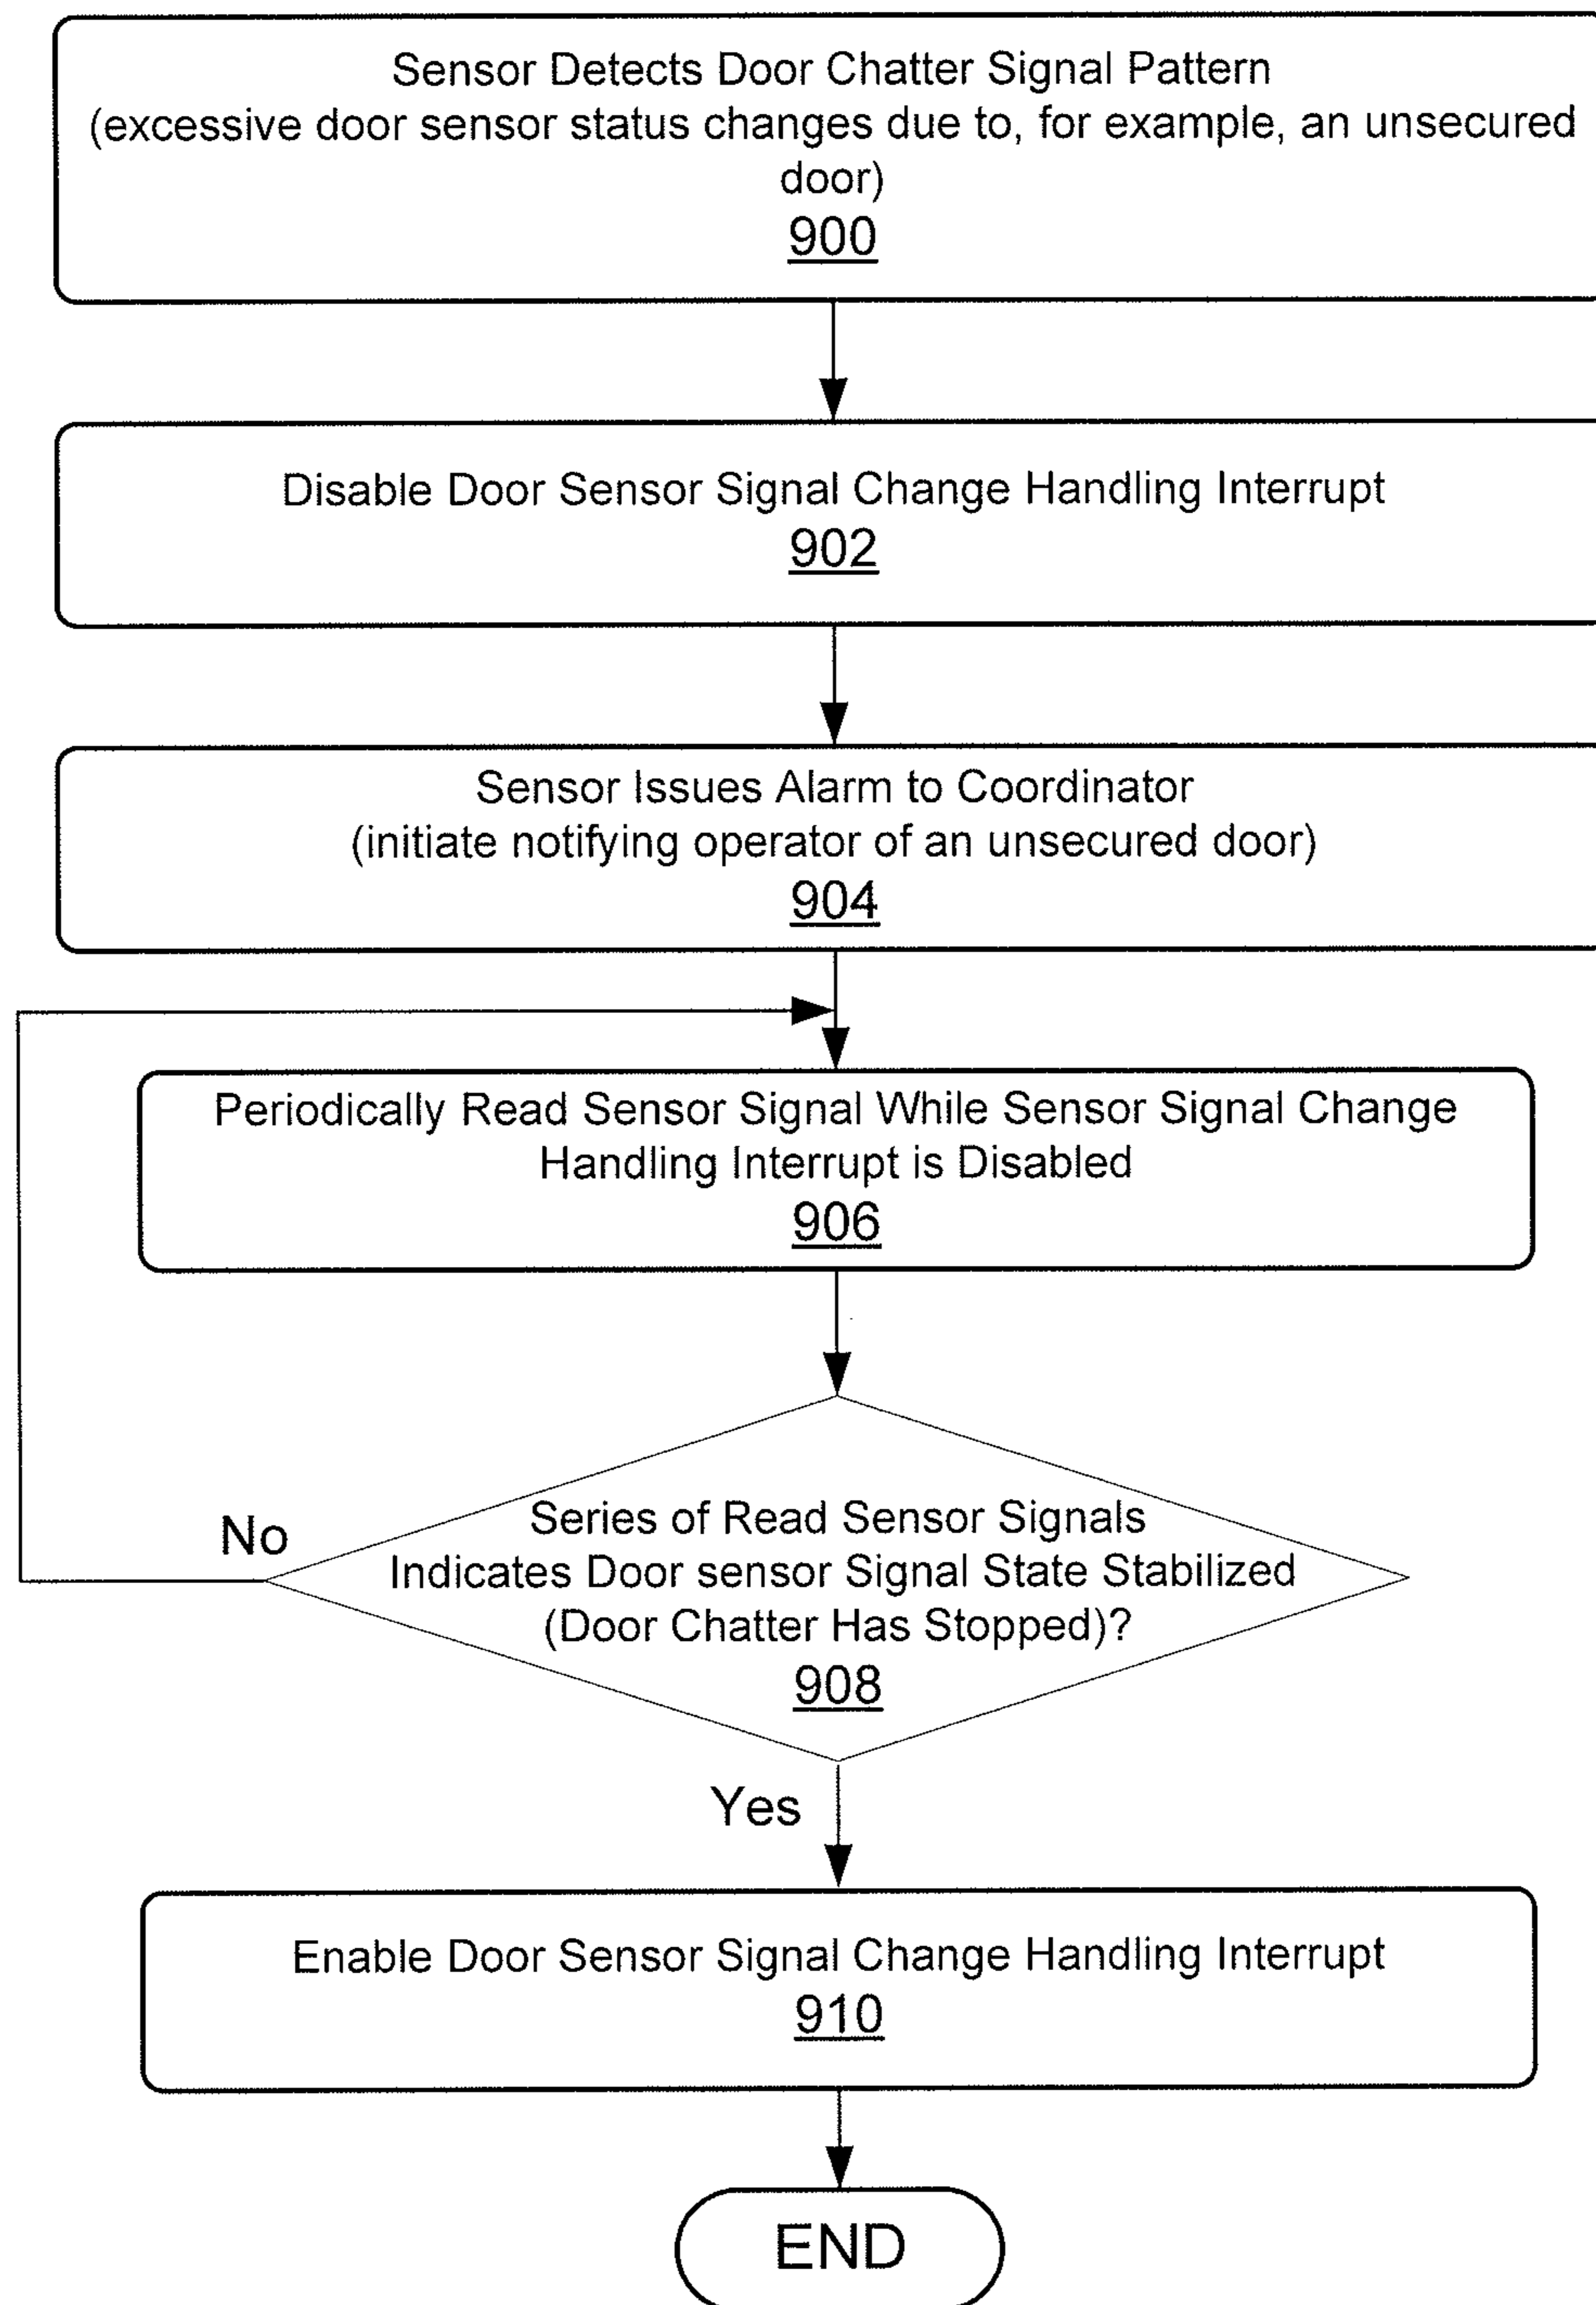 Sensor Detects Door Chatter Signal Pattern
(excessive door sensor status changes due to, for example, an unsecured
door)
900
Disable Door Sensor Signal Change Handling Interrupt
902
Sensor Issues Alarm to Coordinator
(initiate notifying operator of an unsecured door)
904
Periodically Read Sensor Signal While Sensor Signal Change
Handling Interrupt is Disabled
906
No
Series of Read Sensor Signals
Indicates Door sensor Signal State Stabilized
(Door Chatter Has Stopped)?
908
Yes
Enable Door Sensor Signal Change Handling Interrupt
910
END